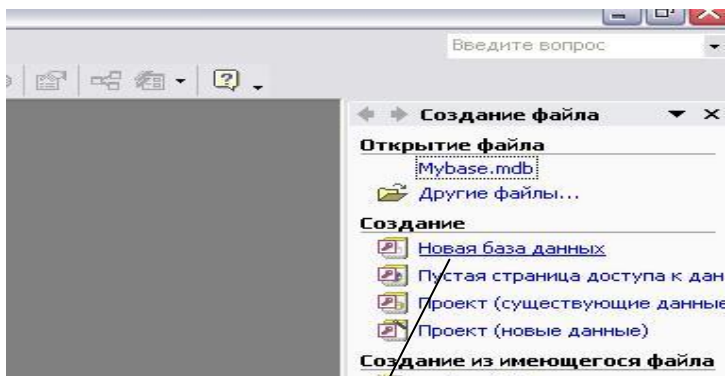 Введите вопрос
Создание файла
Открытие файла
Mybase.mdb
Другие файлы...
Создание
Новая база данных
Пустая страница доступа к дан
Проект (существующие данные
Проект (новые данные)
Создание из имеющегося файла